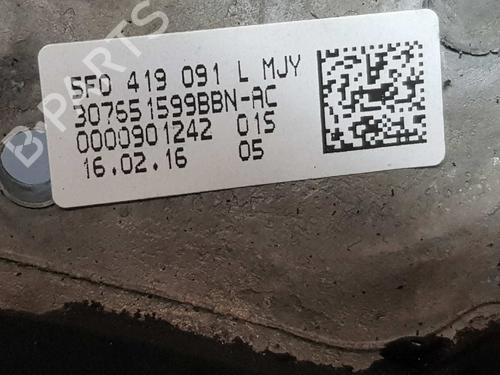 5F0 419 091 L MJY
307651599BBN-AC
0000901242 01S
16.02.16 05
B-PARTS